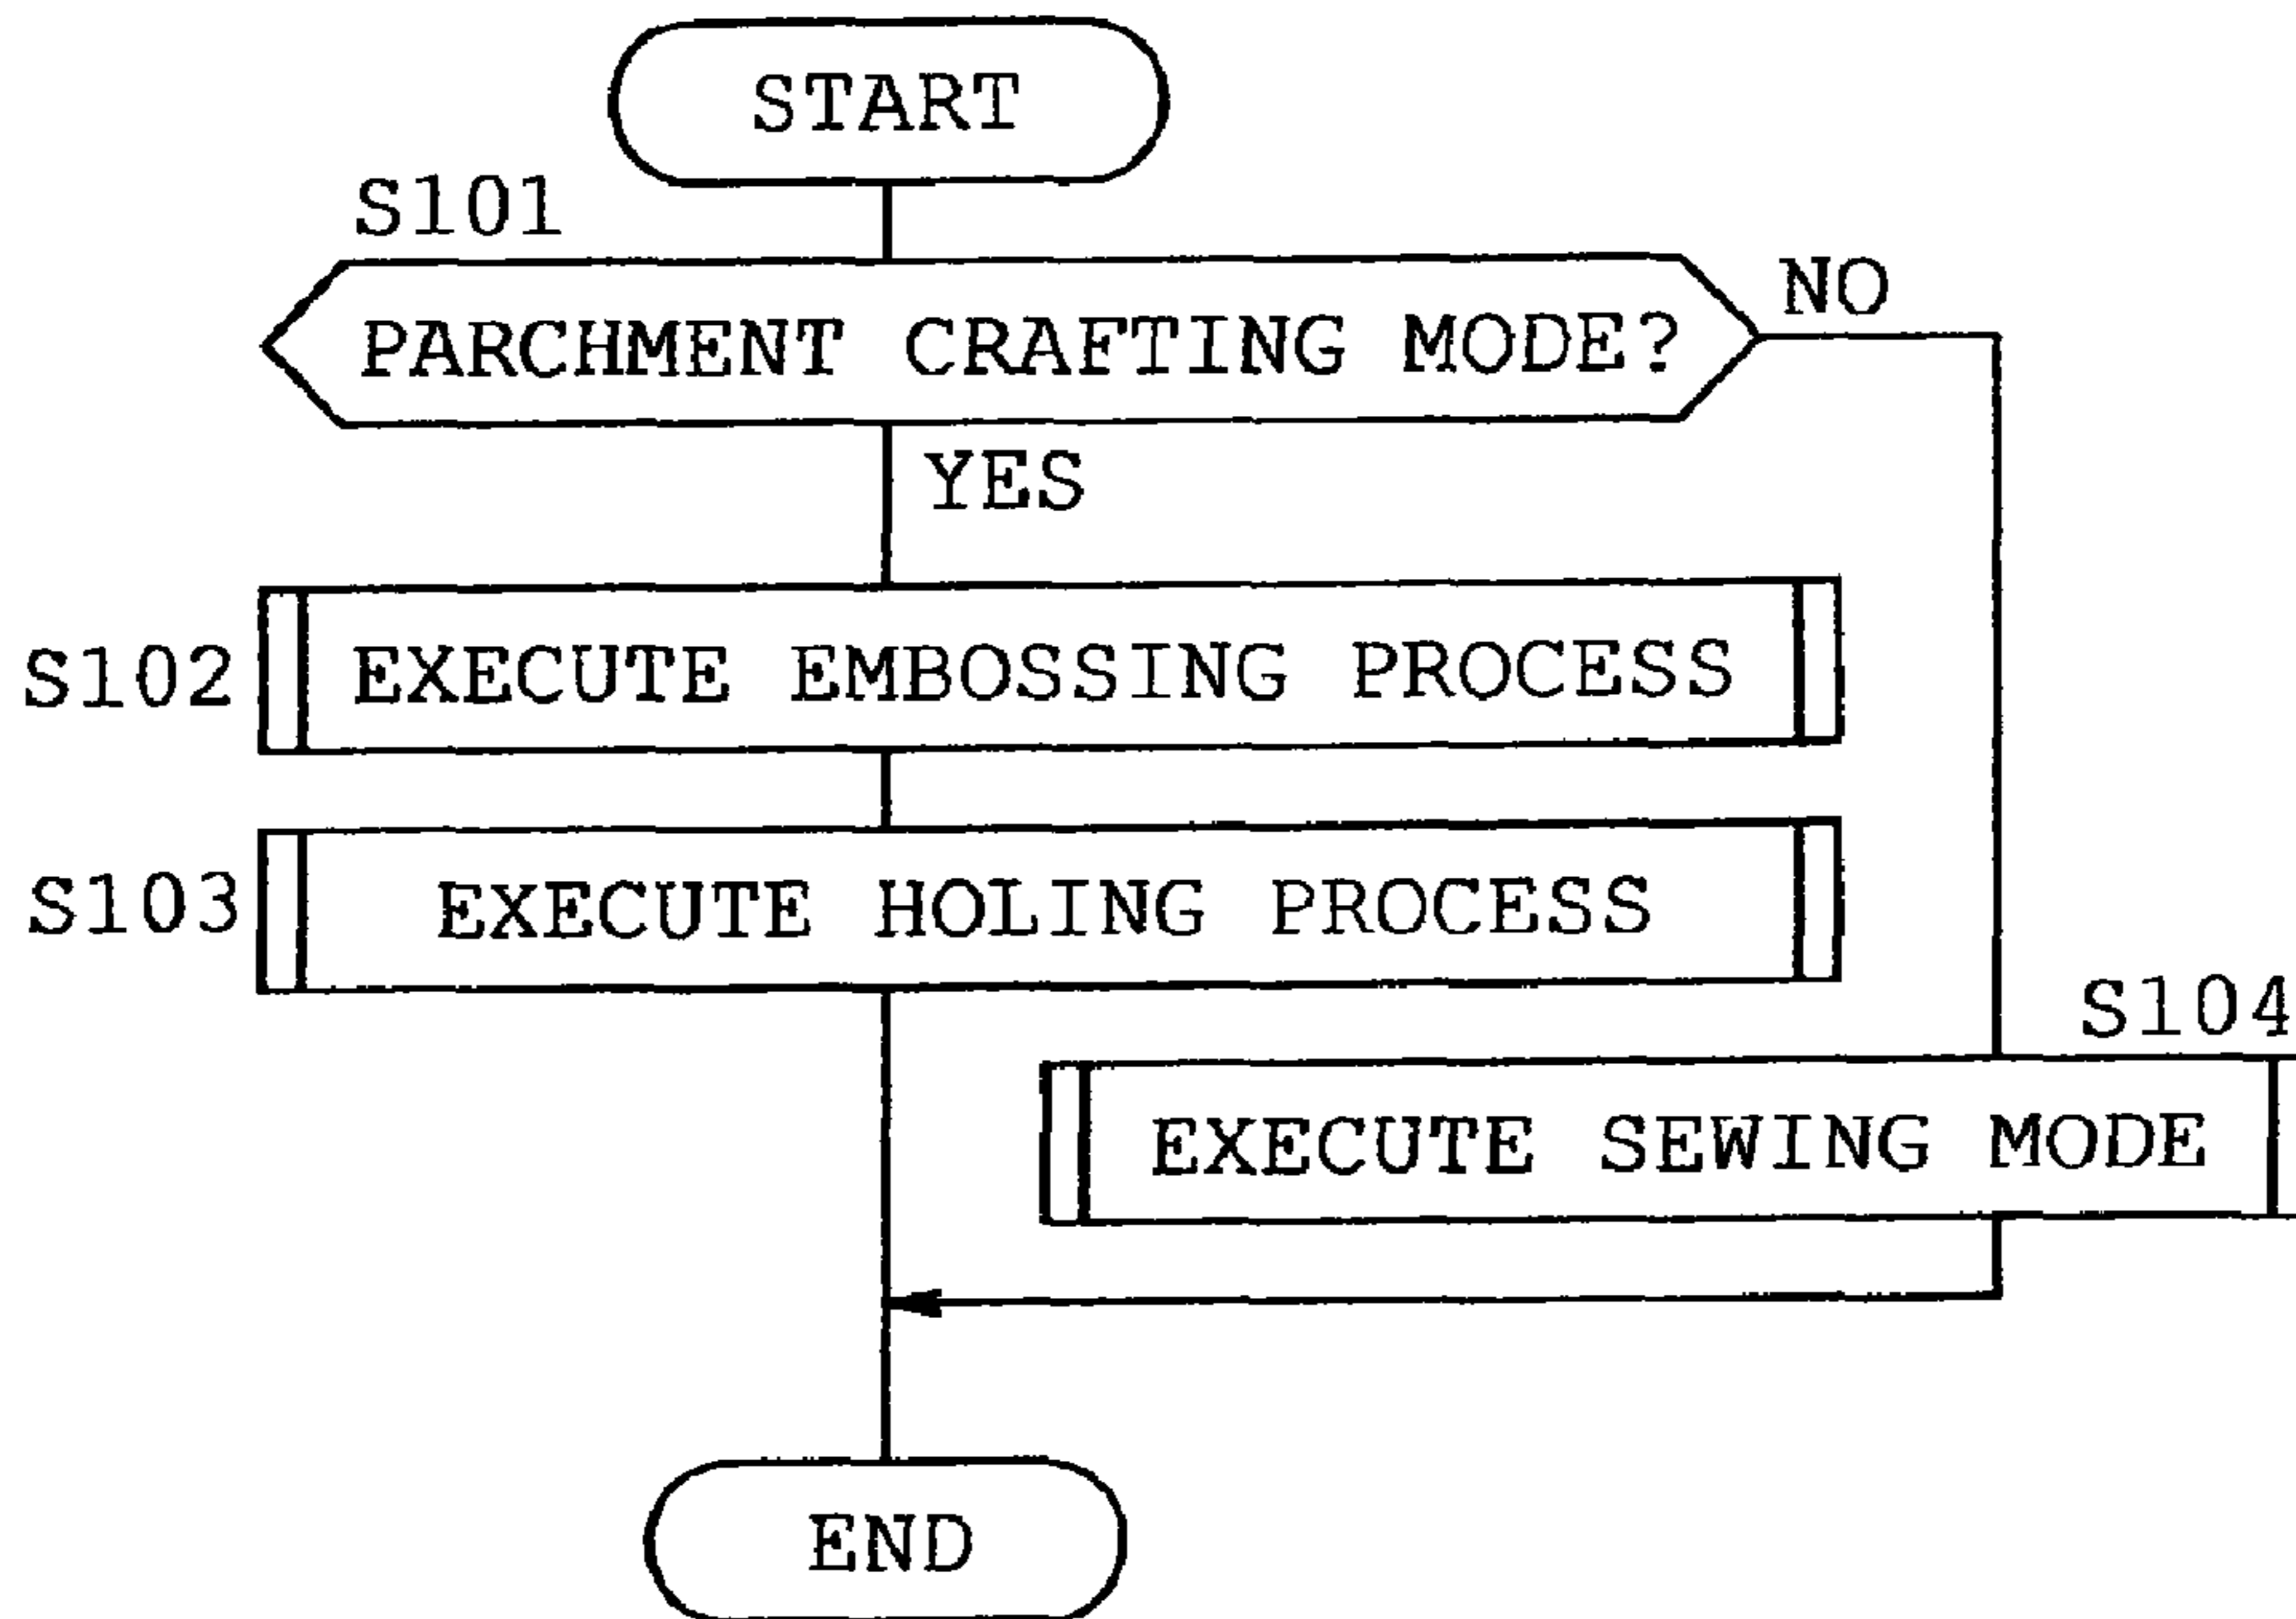 START
S101
PARCHMENT CRAFTING MODE?
NO
YES
S102
EXECUTE EMBOSSING PROCESS
S103
EXECUTE HOLING PROCESS
S104
EXECUTE SEWING MODE
END